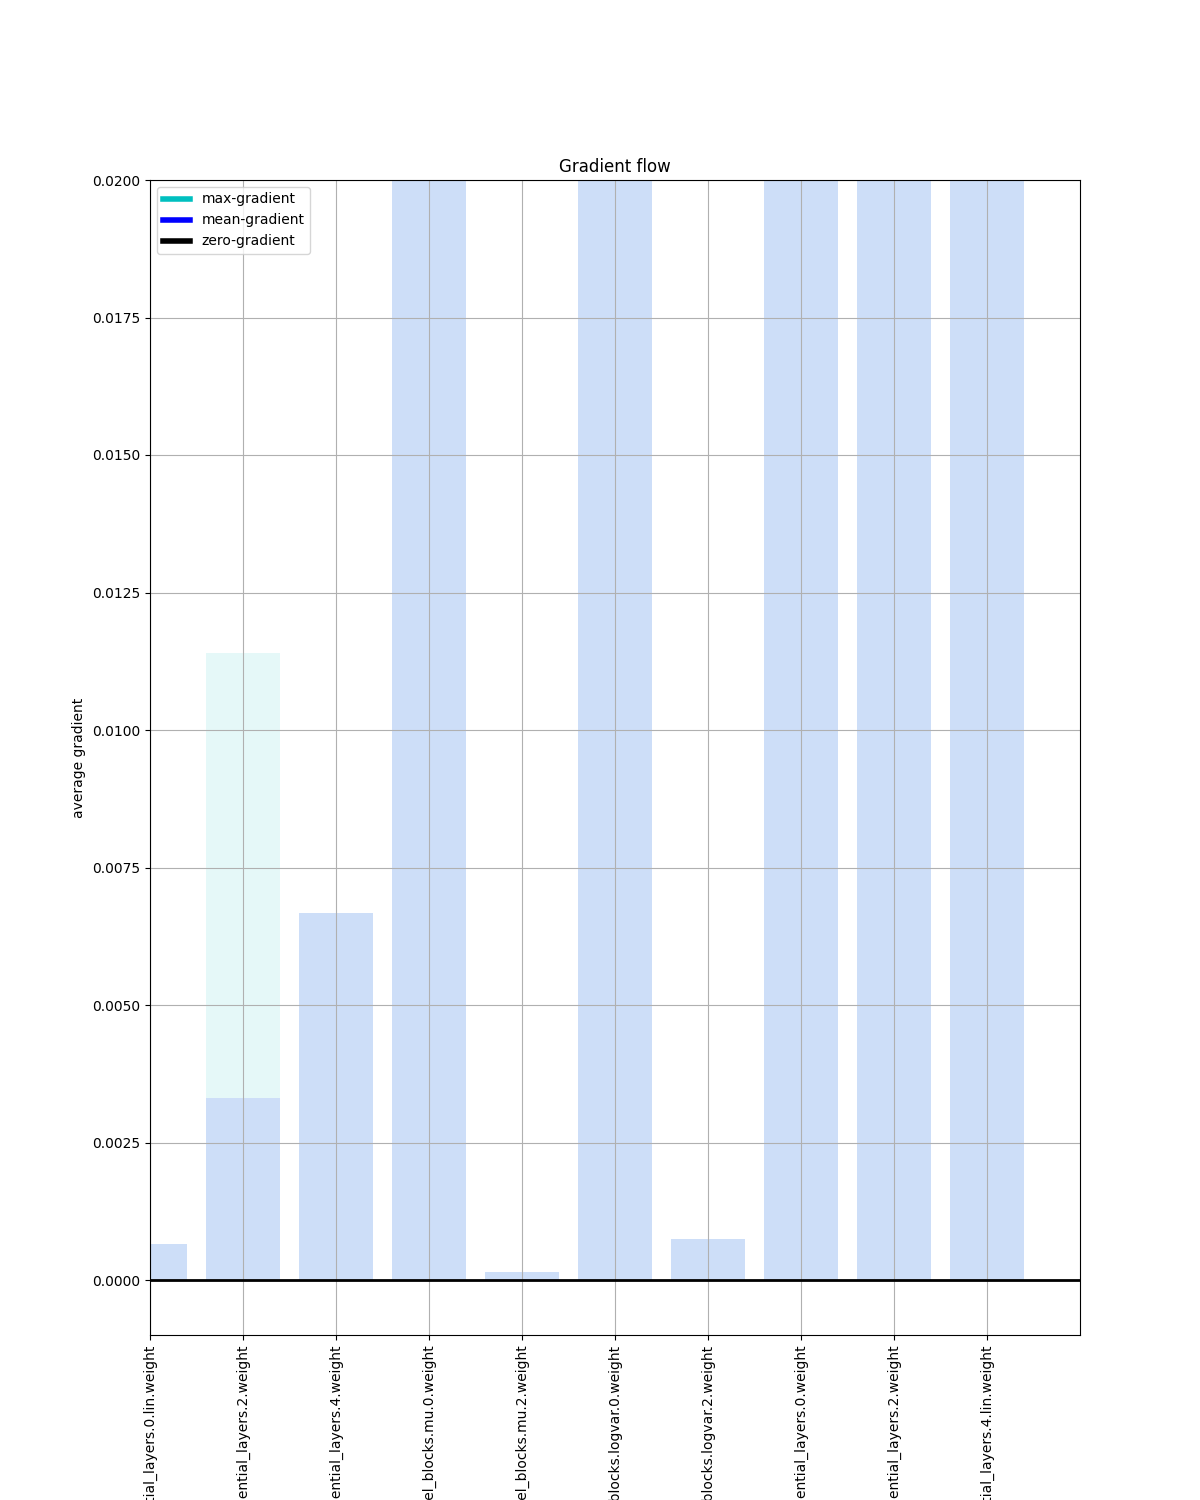 Gradient flow
max-gradient
mean-gradient
zero-gradient
0.0200
0.0175
0.0150
0.0125
0.0100
0.0075
0.0050
0.0025
0.0000
average gradient
tial_layers.0.lin.weight
ential_layers.2.weight
ential_layers.4.weight
el_blocks.mu.0.weight
el_blocks.mu.2.weight
blocks.logvar.0.weight
blocks.logvar.2.weight
ential_layers.0.weight
ential_layers.2.weight
tial_layers.4.lin.weight